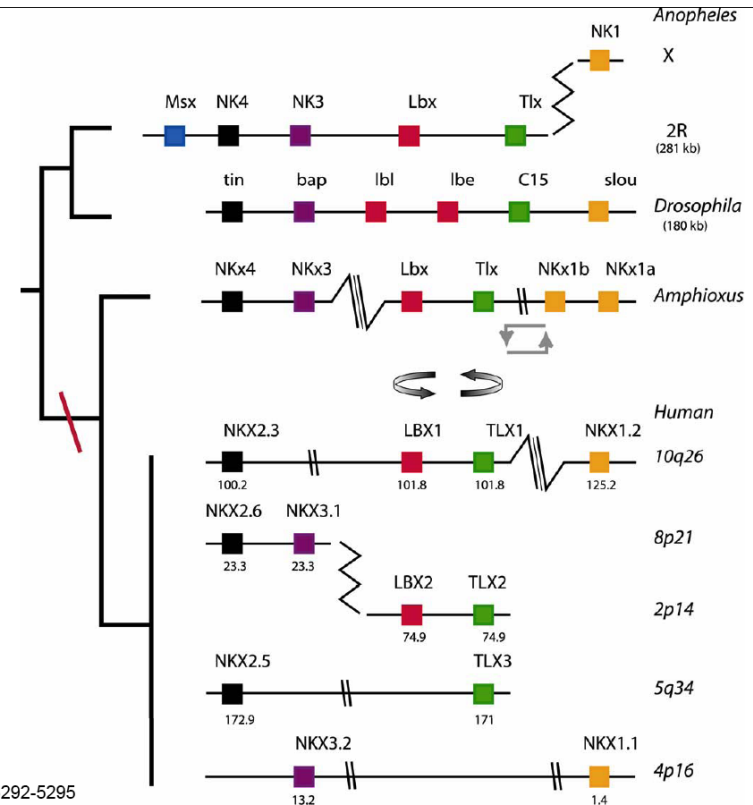 Anopheles
NK1
X
Msx NK4 NK3 Lbx Tlx
2R
(281 kb)
tin bap lbl lbe C15 slou
Drosophila
(180 kb)
NKx4 NKx3 Lbx Tlx NKx1b NKx1a
Amphioxus
Human
NKX2.3 LBX1 TLX1 NKX1.2
10q26
100.2 101.8 101.8 125.2
NKX2.6 NKX3.1
8p21
23.3 23.3
LBX2 TLX2
2p14
74.9 74.9
NKX2.5 TLX3
5q34
172.9 171
NKX3.2 NKX1.1
4p16
292-5295
13.2 1.4